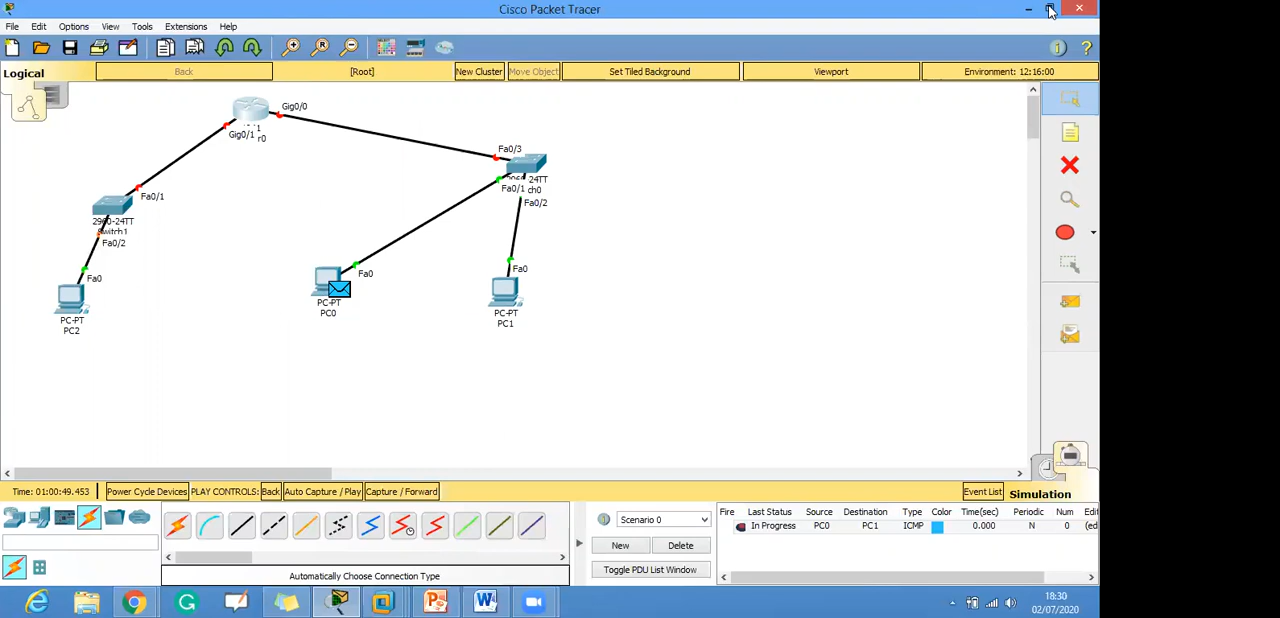 Cisco Packet Tracer
File Edit Options View Tools Extensions Help
Logical Back [Root] New Cluster Move Object Set Tiled Background Viewport Environment: 12:16:00
Gig0/0
Gig0/1
Fa0/3
Fa0/1
Fa0/2
Fa0/1
2960-24TT
Switch1
Fa0/2
Fa0
PC-PT
PC2
Fa0
PC-PT
PC0
Fa0
PC-PT
PC1
Time: 01:00:49.453 Power Cycle Devices PLAY CONTROLS: Back Auto Capture / Play Capture / Forward Event List Simulation
Scenario 0
New Delete
Toggle PDU List Window
Fire Last Status Source Destination Type Color Time(sec) Periodic Num Edit
In Progress PC0 PC1 ICMP 0.000 N 0 (ed
Automatically Choose Connection Type
18:30
02/07/2020